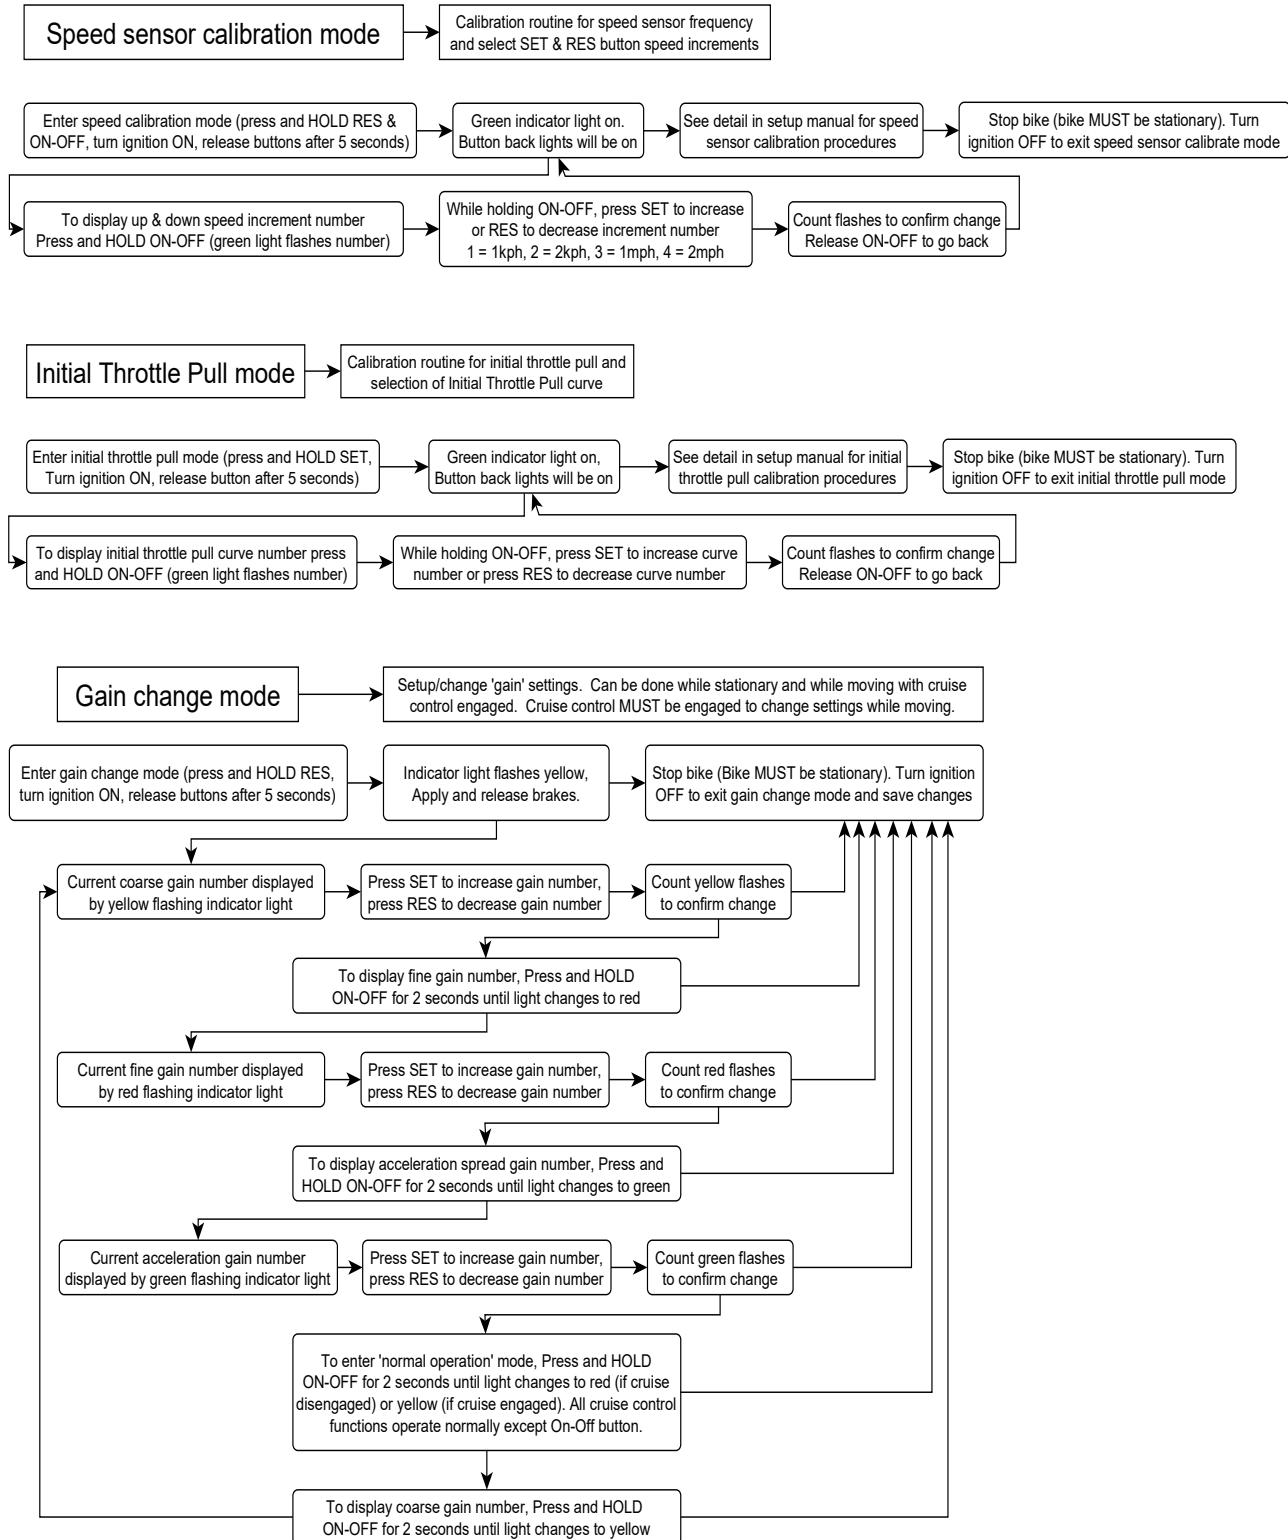 Speed sensor calibration mode
Calibration routine for speed sensor frequency
and select SET & RES button speed increments
Enter speed calibration mode (press and HOLD RES &
ON-OFF, turn ignition ON, release buttons after 5 seconds)
Green indicator light on.
Button back lights will be on
See detail in setup manual for speed
sensor calibration procedures
Stop bike (bike MUST be stationary). Turn
ignition OFF to exit speed sensor calibrate mode
To display up & down speed increment number
Press and HOLD ON-OFF (green light flashes number)
While holding ON-OFF, press SET to increase
or RES to decrease increment number
1 = 1kph, 2 = 2kph, 3 = 1mph, 4 = 2mph
Count flashes to confirm change
Release ON-OFF to go back
Initial Throttle Pull mode
Calibration routine for initial throttle pull and
selection of Initial Throttle Pull curve
Enter initial throttle pull mode (press and HOLD SET,
Turn ignition ON, release button after 5 seconds)
Green indicator light on,
Button back lights will be on
See detail in setup manual for initial
throttle pull calibration procedures
Stop bike (bike MUST be stationary). Turn
ignition OFF to exit initial throttle pull mode
To display initial throttle pull curve number press
and HOLD ON-OFF (green light flashes number)
While holding ON-OFF, press SET to increase curve
number or press RES to decrease curve number
Count flashes to confirm change
Release ON-OFF to go back
Gain change mode
Setup/change 'gain' settings. Can be done while stationary and while moving with cruise
control engaged. Cruise control MUST be engaged to change settings while moving.
Enter gain change mode (press and HOLD RES,
turn ignition ON, release buttons after 5 seconds)
Indicator light flashes yellow,
Apply and release brakes.
Stop bike (Bike MUST be stationary). Turn ignition
OFF to exit gain change mode and save changes
Current coarse gain number displayed
by yellow flashing indicator light
Press SET to increase gain number,
press RES to decrease gain number
Count yellow flashes
to confirm change
To display fine gain number, Press and HOLD
ON-OFF for 2 seconds until light changes to red
Current fine gain number displayed
by red flashing indicator light
Press SET to increase gain number,
press RES to decrease gain number
Count red flashes
to confirm change
To display acceleration spread gain number, Press and
HOLD ON-OFF for 2 seconds until light changes to green
Current acceleration gain number
displayed by green flashing indicator light
Press SET to increase gain number,
press RES to decrease gain number
Count green flashes
to confirm change
To enter 'normal operation' mode, Press and HOLD
ON-OFF for 2 seconds until light changes to red (if cruise
disengaged) or yellow (if cruise engaged). All cruise control
functions operate normally except On-Off button.
To display coarse gain number, Press and HOLD
ON-OFF for 2 seconds until light changes to yellow